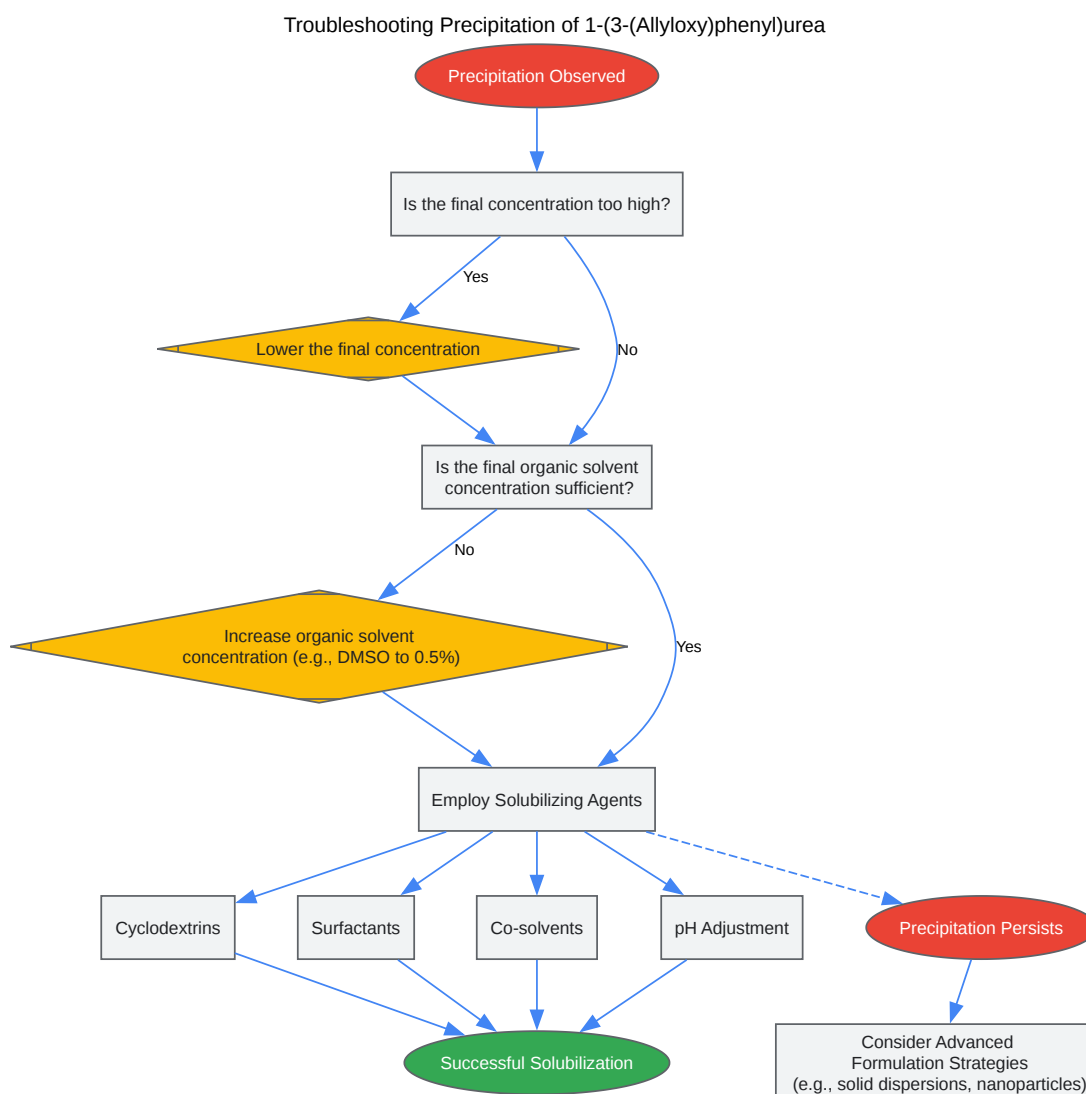 Troubleshooting Precipitation of 1-(3-(Allyloxy)phenyl)urea
Precipitation Observed
Is the final concentration too high?
Yes
Lower the final concentration
No
Is the final organic solvent
concentration sufficient?
No
Increase organic solvent
concentration (e.g., DMSO to 0.5%)
Yes
Employ Solubilizing Agents
Cyclodextrins
Surfactants
Co-solvents
pH Adjustment
Precipitation Persists
Successful Solubilization
Consider Advanced
Formulation Strategies
(e.g., solid dispersions, nanoparticles)